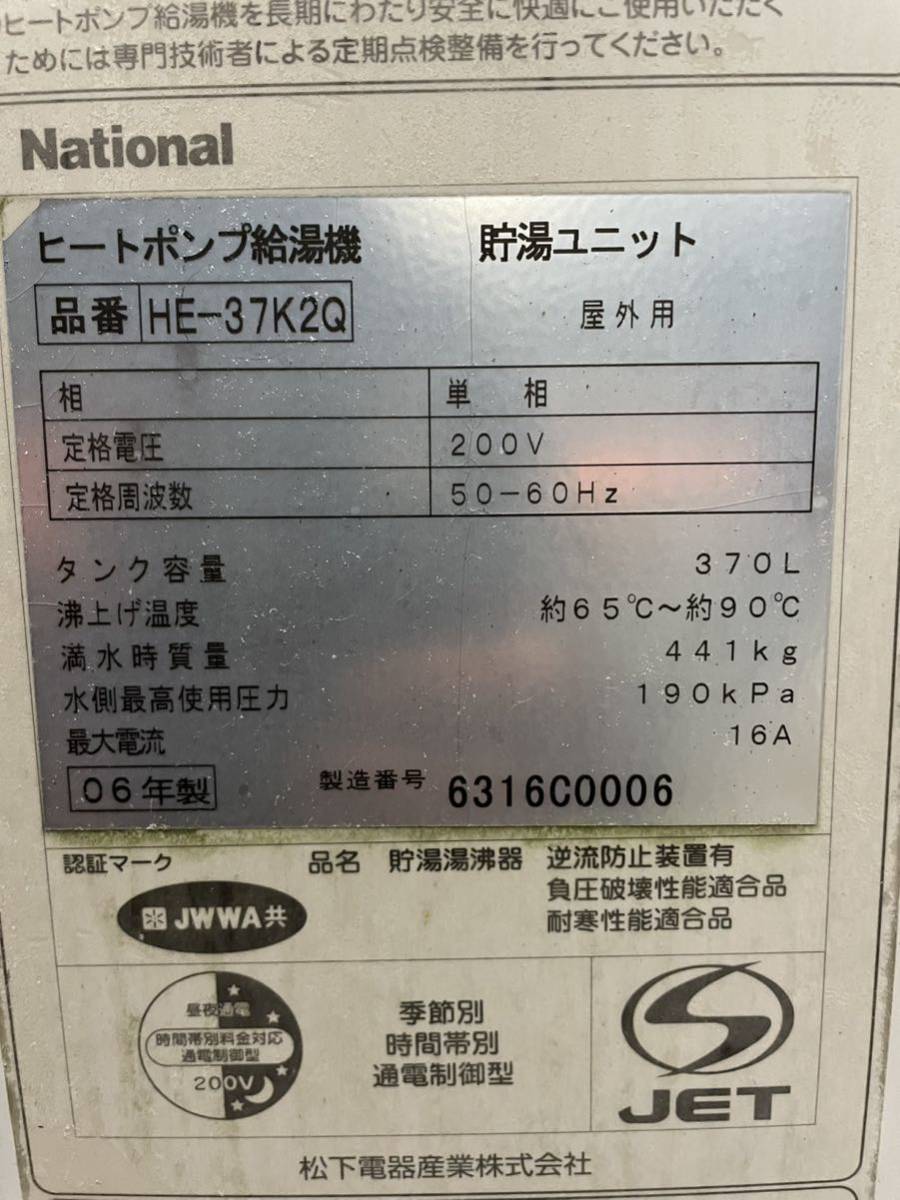 ヒートポンプ給湯機を長期にわたり安全に快適にご使用いただく
ためには専門技術者による定期点検整備を行ってください。
National
ヒートポンプ給湯機 貯湯ユニット
品番 HE-37K2Q 屋外用
相 単 相
定格電圧 200V
定格周波数 50-60Hz
タンク容量 370L
沸上げ温度 約65℃~約90℃
満水時質量 441kg
水側最高使用圧力 190kPa
最大電流 16A
06年製 製造番号 6316C0006
認証マーク 品名 貯湯湯沸器 逆流防止装置有
負圧破壊性能適合品
耐寒性能適合品
JWWA共
昼夜通電
時間帯別料金対応
通電制御型
200V
季節別
時間帯別
通電制御型
JET
松下電器産業株式会社